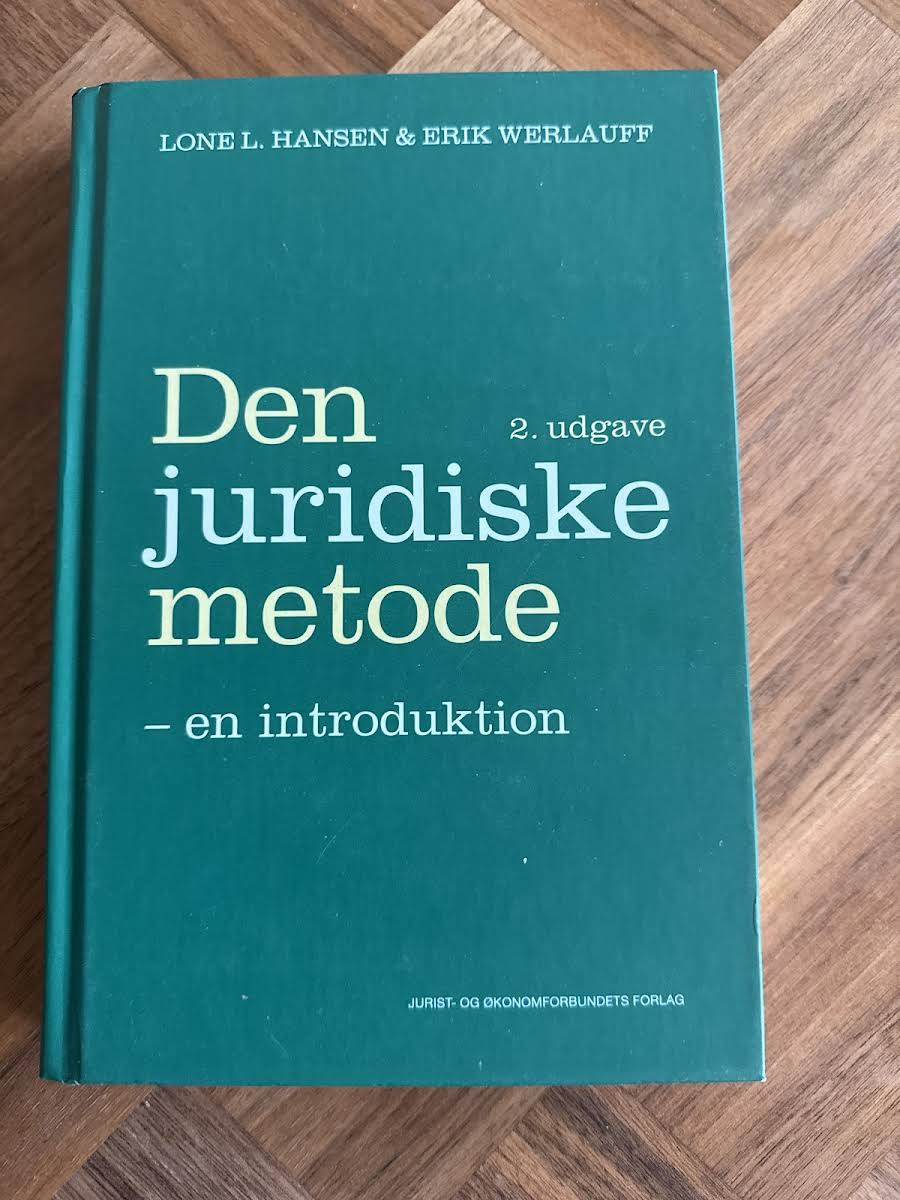 LONE L. HANSEN & ERIK WERLAUFF
Den
2. udgave
juridiske
metode
– en introduktion
JURIST- OG ØKONOMFORBUNDETS FORLAG